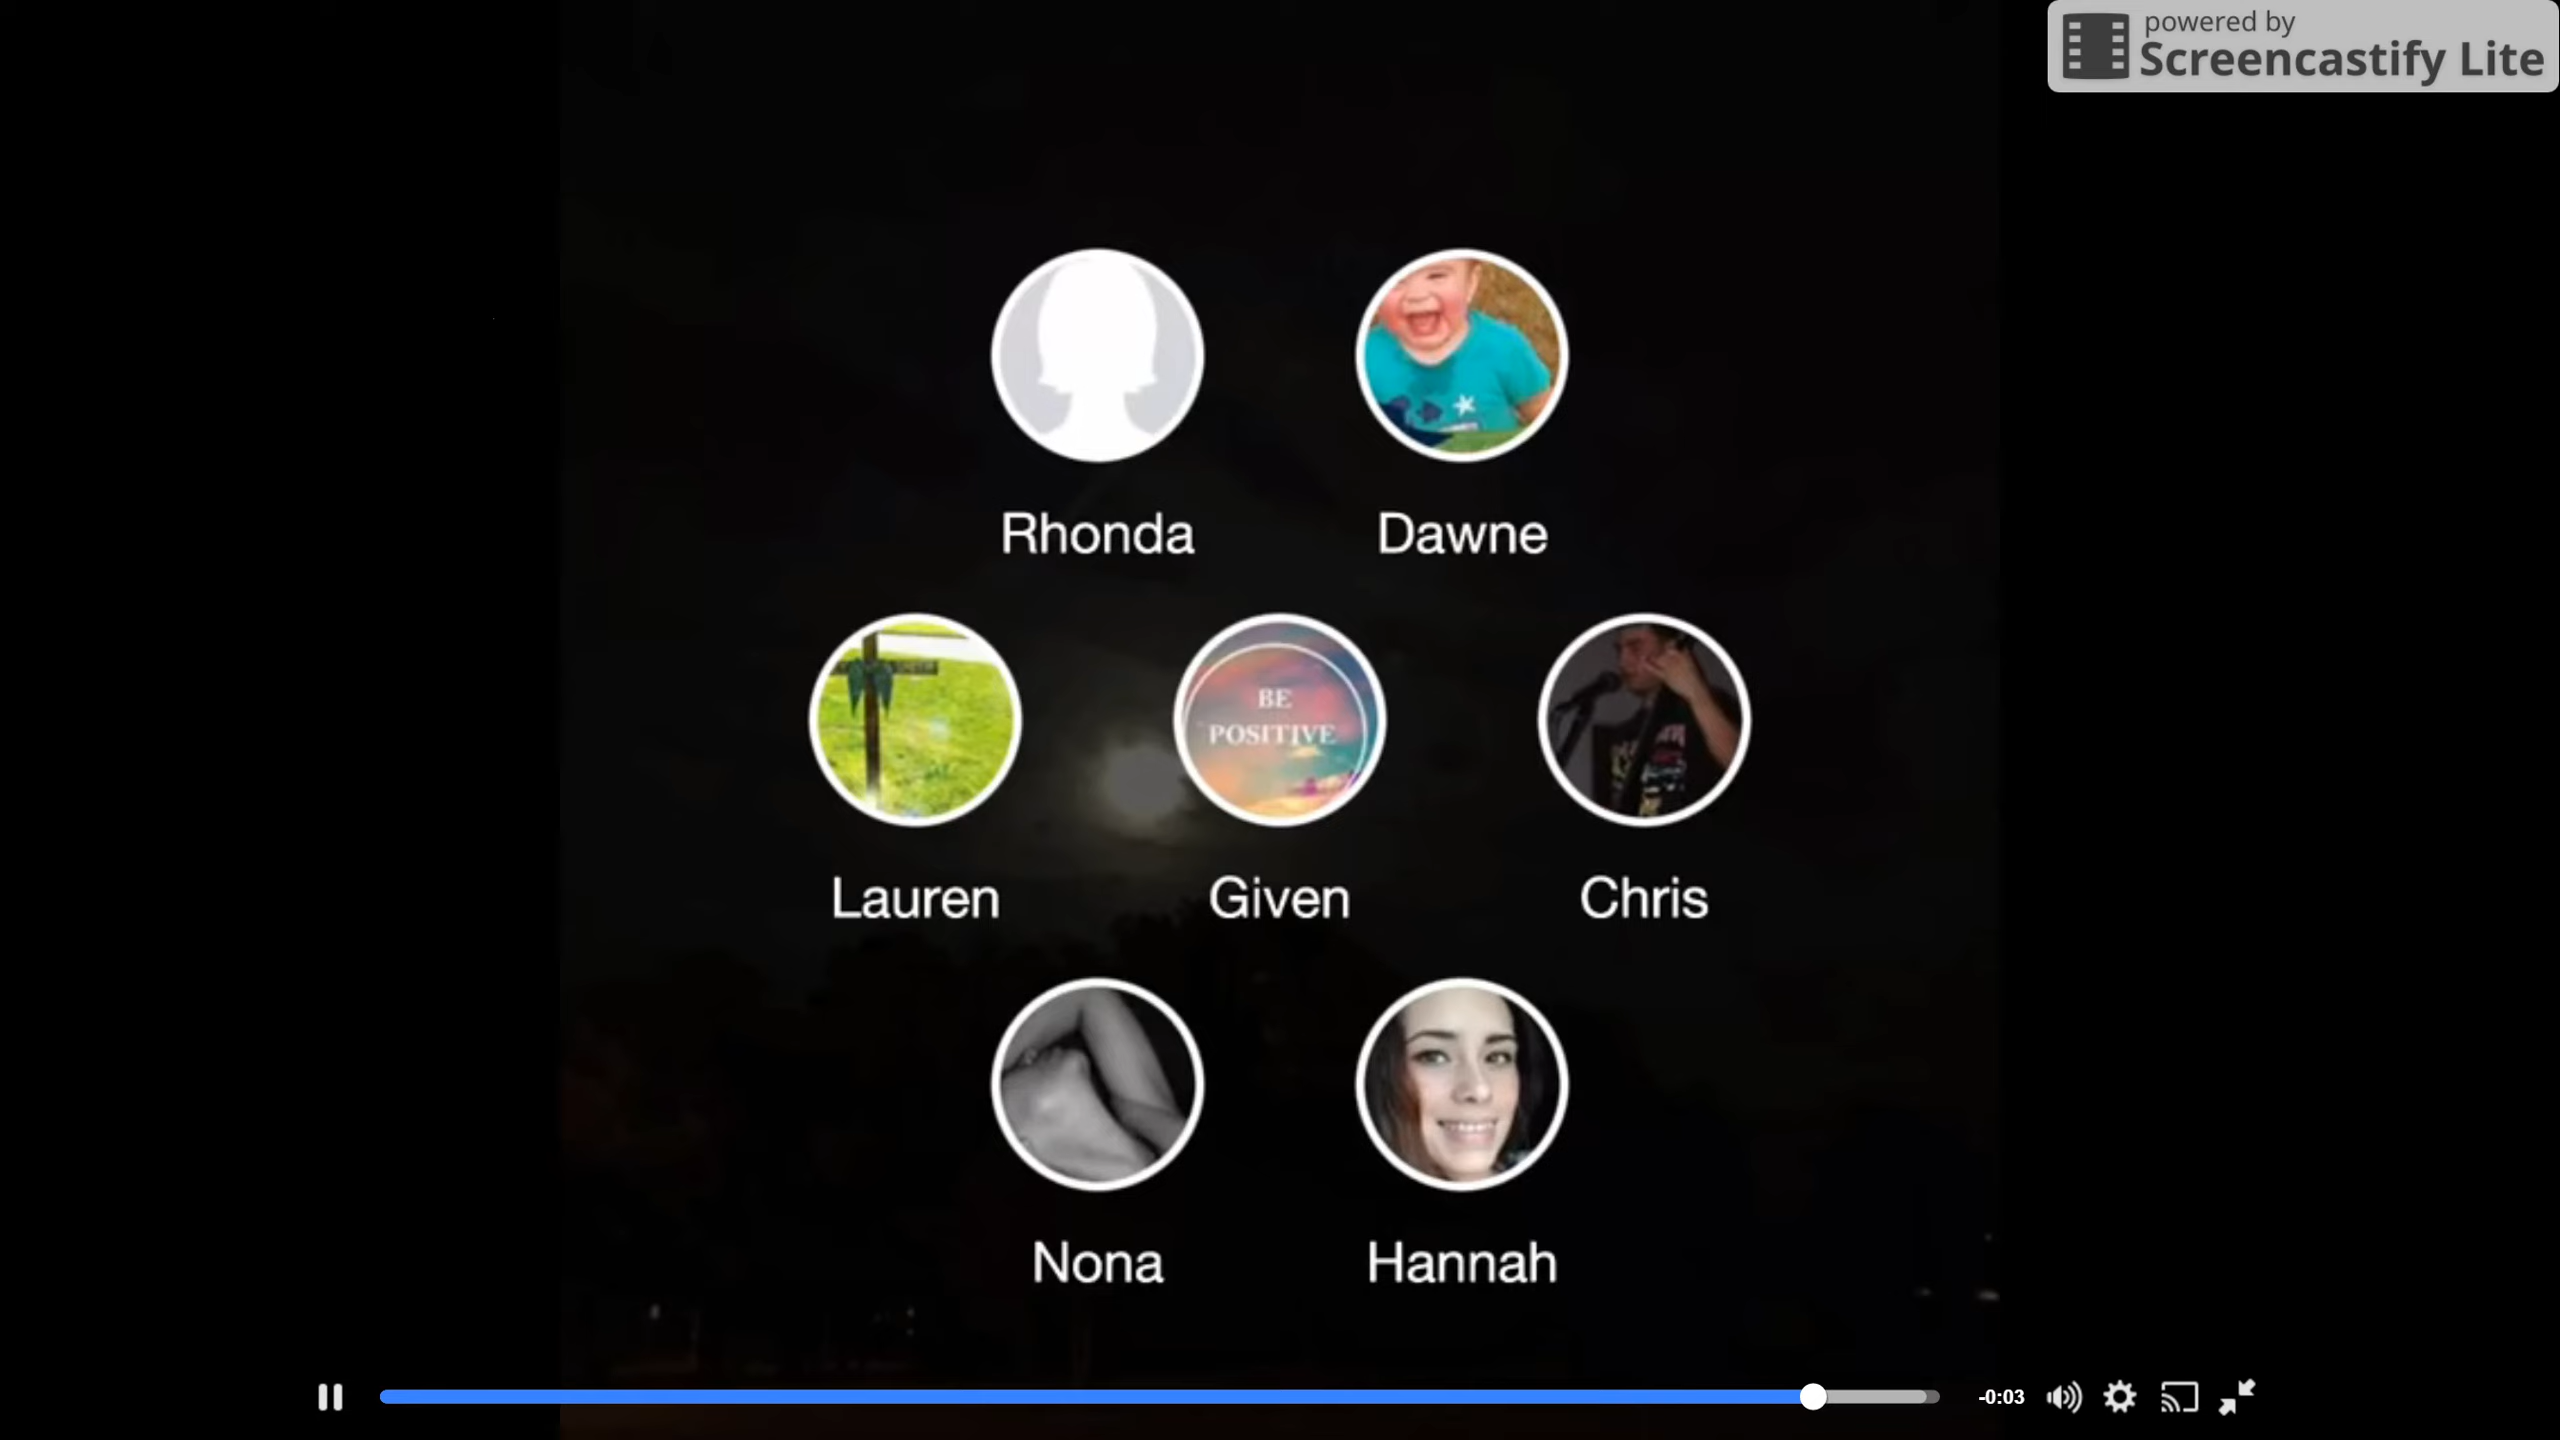 powered by
Screencastify Lite
Rhonda
Dawne
BE
POSITIVE
Lauren
Given
Chris
Nona
Hannah
-0:03